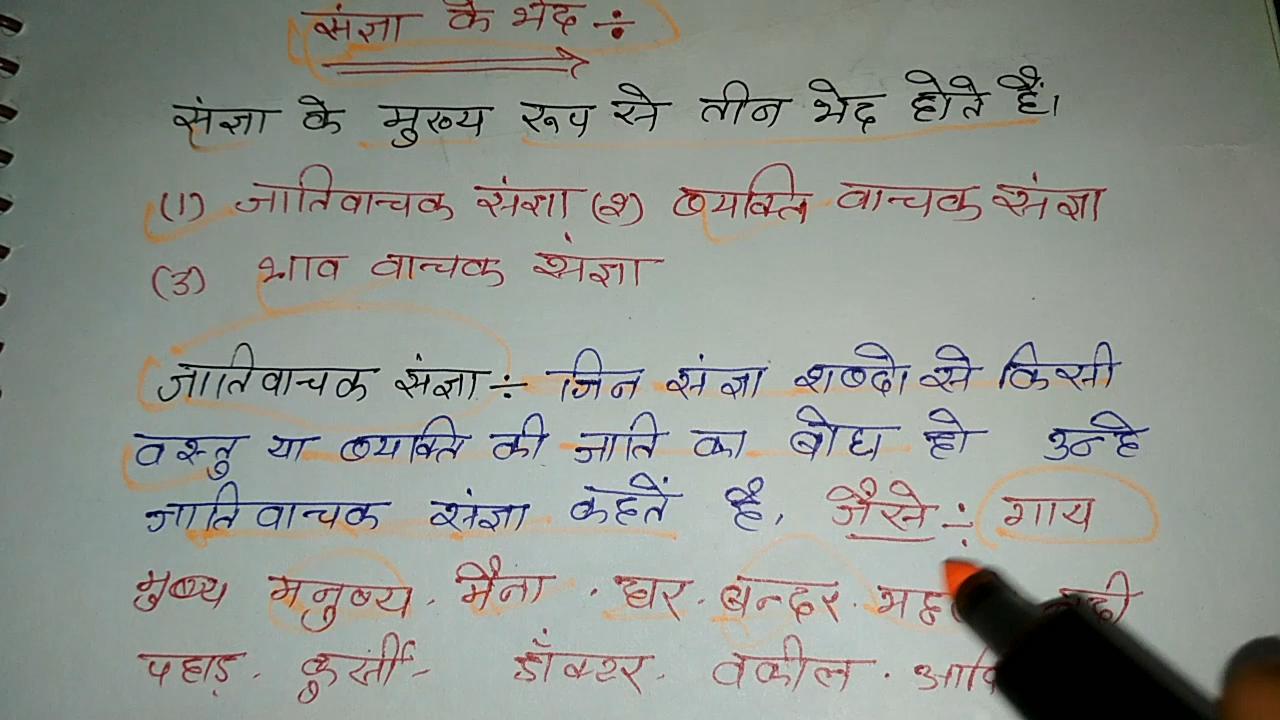 संज्ञा के भेद ÷
संज्ञा के मुख्य रूप से तीन भेद होते हैं।
(1) जातिवाचक संज्ञा (2) व्यक्ति वाचक संज्ञा
(3) भाव वाचक संज्ञा
जातिवाचक संज्ञा ÷ जिन संज्ञा शब्दो से किसी
वस्तु या व्यक्ति की जाति का बोध हो उन्हे
जातिवाचक संज्ञा कहतें है, जैसे ÷ गाय
मनुष्य . मैना . घर . बन्दर .
पहाड़ . कुर्सी - डॉक्टर . वकील .